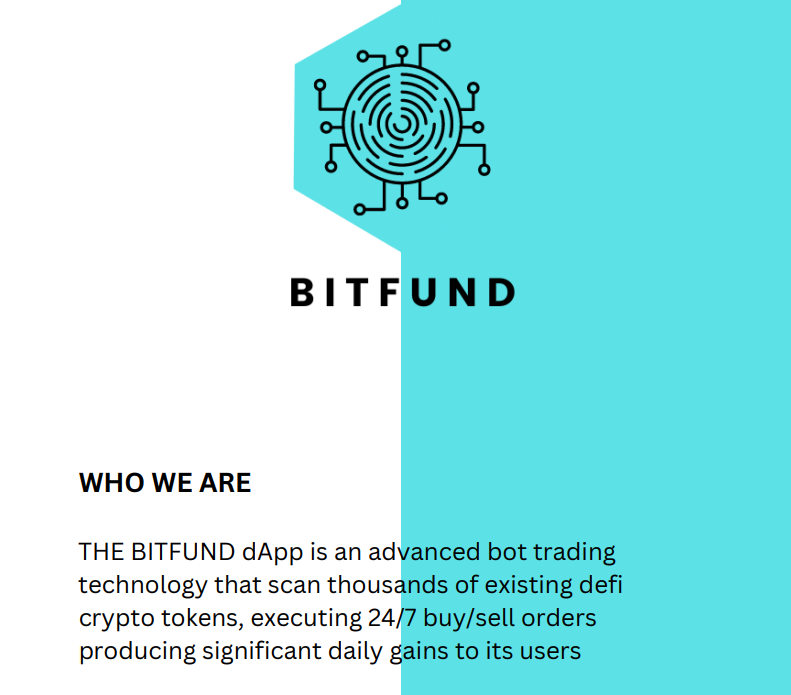 BITFUND
WHO WE ARE
THE BITFUND dApp is an advanced bot trading
technology that scan thousands of existing defi
crypto tokens, executing 24/7 buy/sell orders
producing significant daily gains to its users